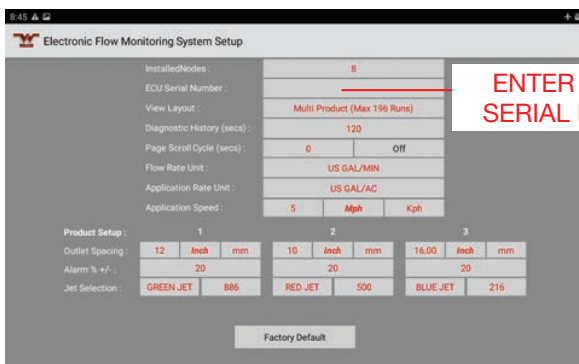 8:45
Electronic Flow Monitoring System Setup
InstalledNodes : 8
ECU Serial Number :
ENTER
SERIAL
View Layout : Multi Product (Max 196 Runs)
Diagnostic History (secs) : 120
Page Scroll Cycle (secs) : 0 Off
Flow Rate Unit : US GAL/MIN
Application Rate Unit : US GAL/AC
Application Speed : 5 Mph Kph
Product Setup : 1 2 3
Outlet Spacing : 12 Inch mm 10 Inch mm 16.00 Inch mm
Alarm % +/- : 20 20 20
Jet Selection : GREEN JET 886 RED JET 500 BLUE JET 216
Factory Default